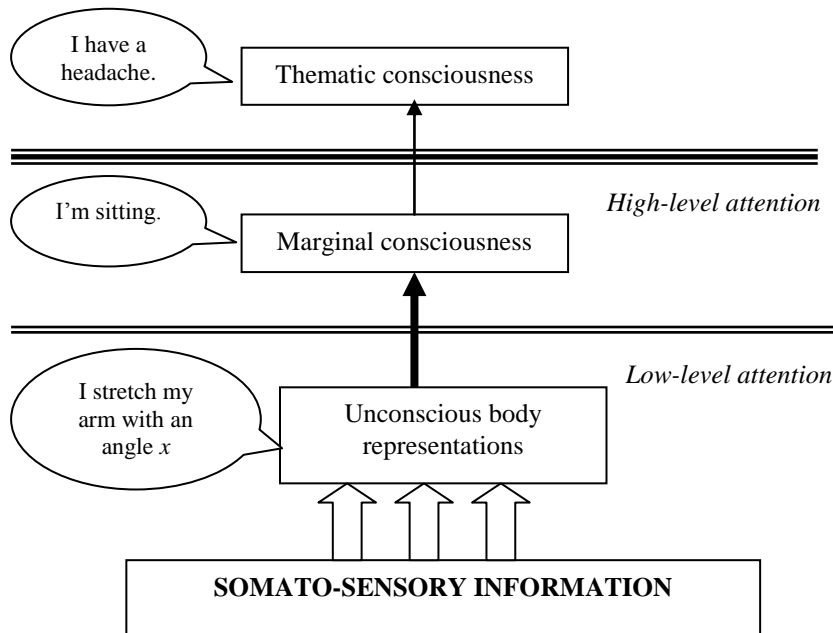 I have a
headache.
Thematic consciousness
High-level attention
I'm sitting.
Marginal consciousness
Low-level attention
I stretch my
arm with an
angle x
Unconscious body
representations
SOMATO-SENSORY INFORMATION